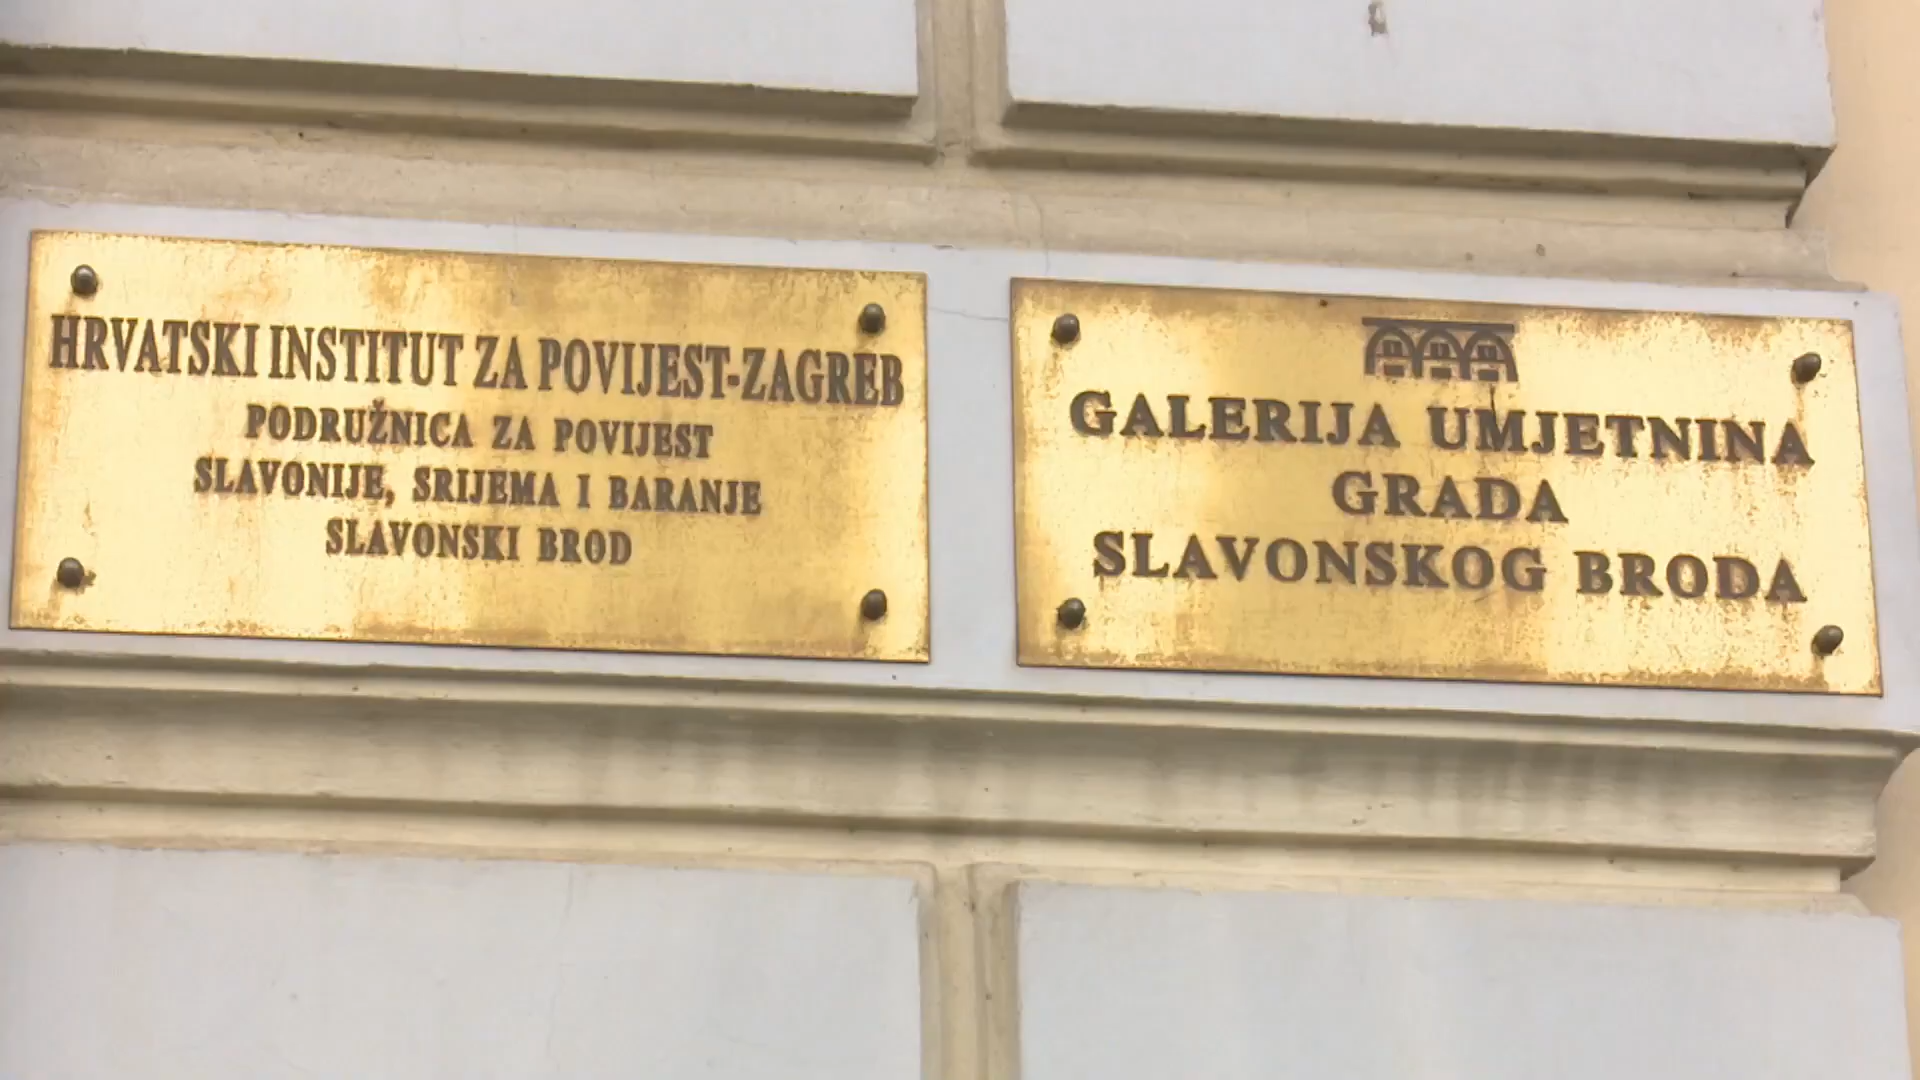 HRVATSKI INSTITUT ZA POVIJEST-ZAGREB
PODRUŽNICA ZA POVIJEST
SLAVONIJE, SRIJEMA I BARANJE
SLAVONSKI BROD
GALERIJA UMJETNINA
GRADA
SLAVONSKOG BRODA